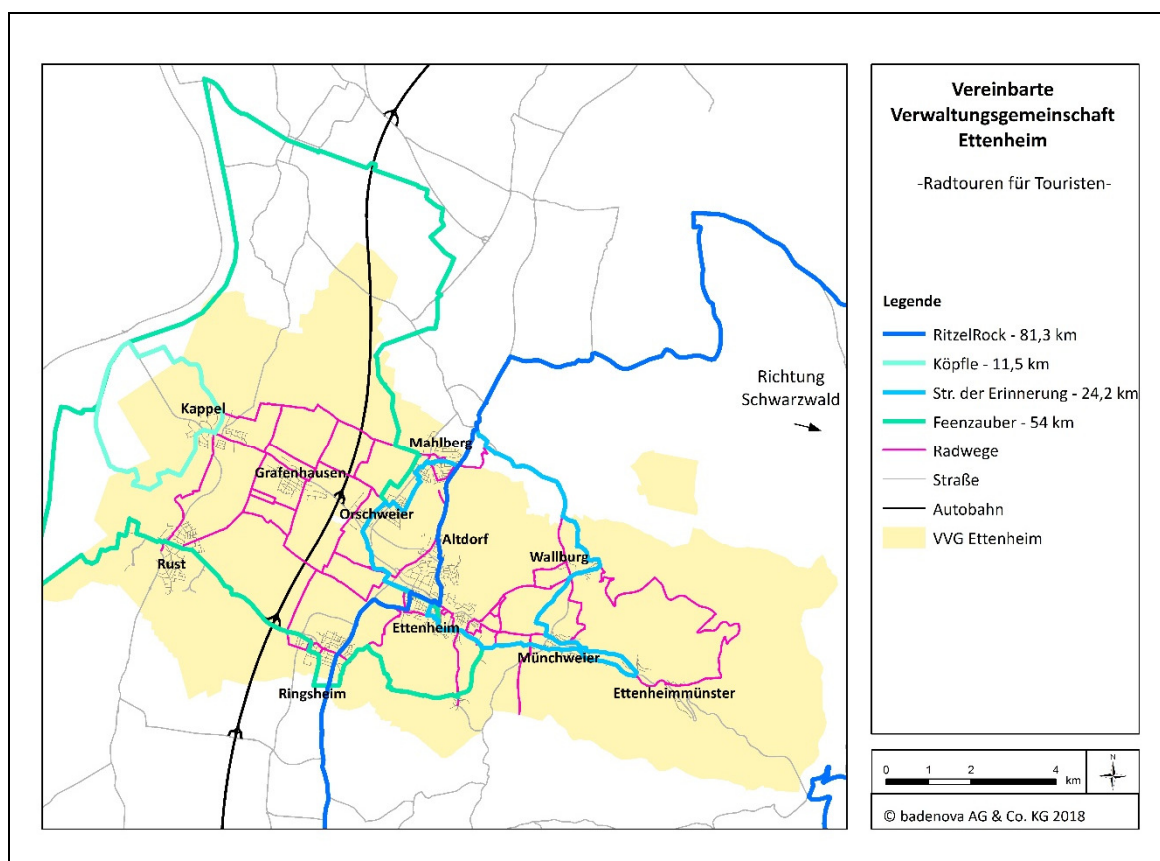 Vereinbarte
Verwaltungsgemeinschaft
Ettenheim
-Radtouren für Touristen-
Legende
RitzelRock - 81,3 km
Köpfle - 11,5 km
Str. der Erinnerung - 24,2 km
Feenzauber - 54 km
Radwege
Straße
Autobahn
VVG Ettenheim
Richtung
Schwarzwald
Kappel
Mahlberg
Grafenhausen
Orschweier
Altdorf
Rust
Wallburg
Ettenheim
Münchweier
Ringsheim
Ettenheimmünster
N
0 1 2 4
km
© badenova AG & Co. KG 2018